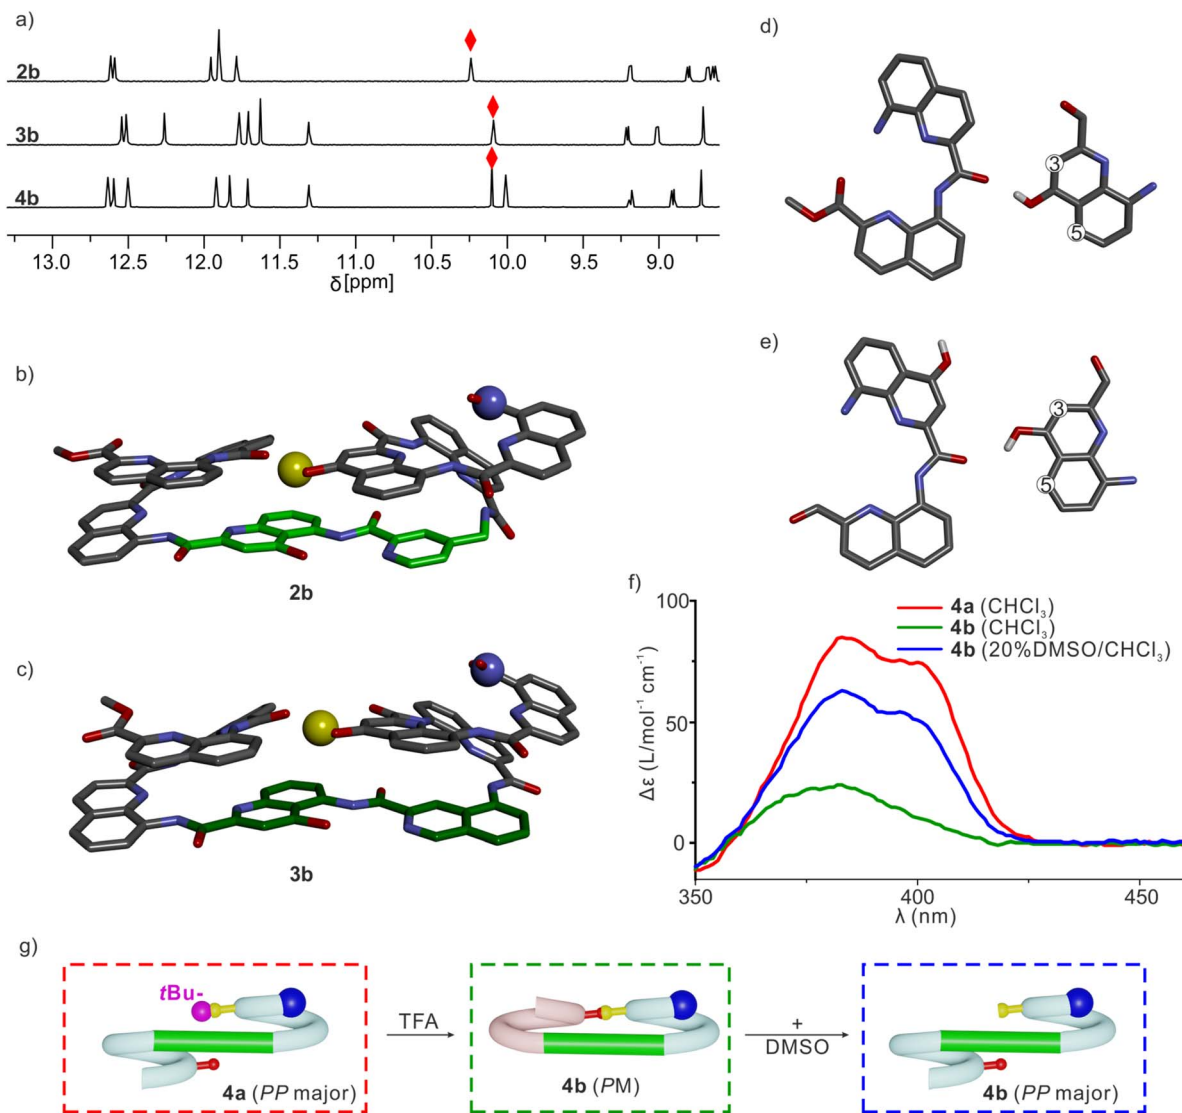 a)
2b
3b
4b
13.0 12.5 12.0 11.5 11.0 10.5 10.0 9.5 9.0
δ[ppm]
b)
2b
c)
3b
d)
3
5
e)
3
5
f)
100
50
0
Δε (L/mol⁻¹ cm⁻¹)
4a (CHCl₃)
4b (CHCl₃)
4b (20%DMSO/CHCl₃)
350 400 450
λ (nm)
g)
tBu-
4a (PP major)
TFA
4b (PM)
+
DMSO
4b (PP major)